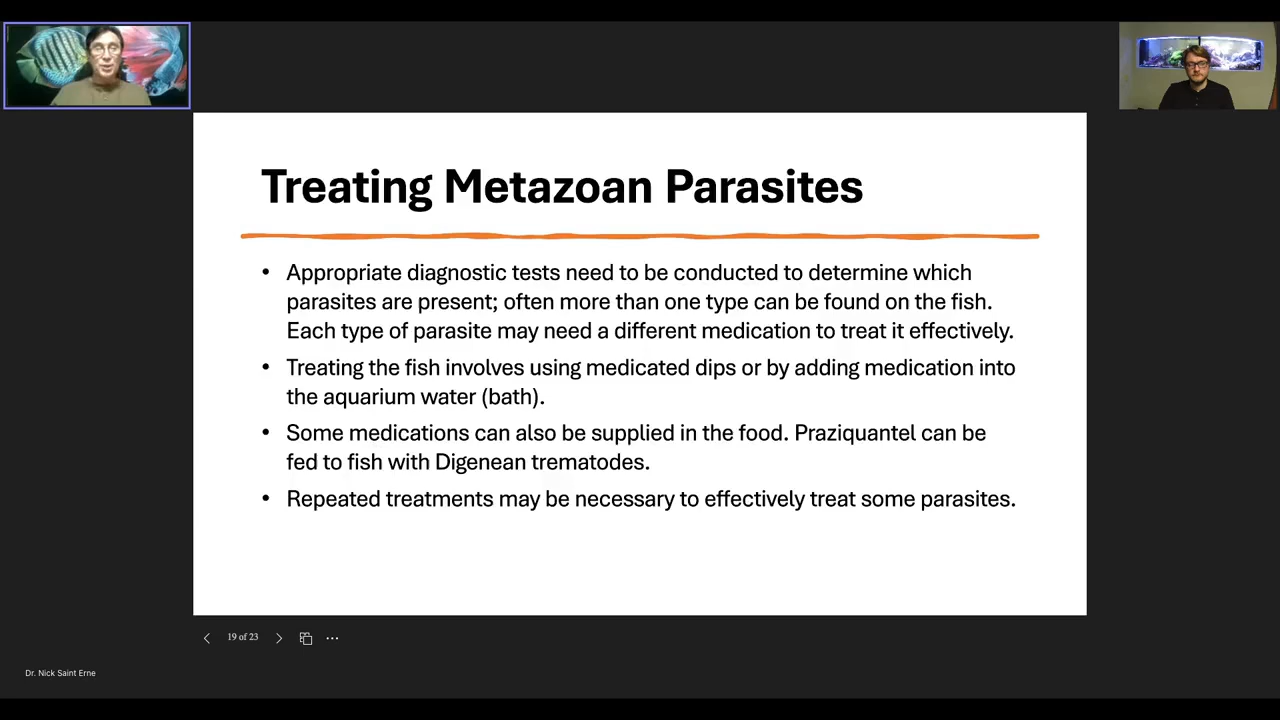 Treating Metazoan Parasites
• Appropriate diagnostic tests need to be conducted to determine which
parasites are present; often more than one type can be found on the fish.
Each type of parasite may need a different medication to treat it effectively.
• Treating the fish involves using medicated dips or by adding medication into
the aquarium water (bath).
• Some medications can also be supplied in the food. Praziquantel can be
fed to fish with Digenean trematodes.
• Repeated treatments may be necessary to effectively treat some parasites.
19 of 23
Dr. Nick Saint Erne